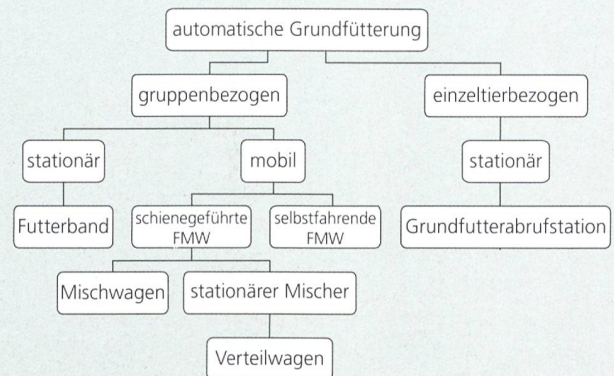 automatische Grundfütterung
gruppenbezogen
einzeltierbezogen
stationär
mobil
stationär
Futterband
schienegeführte
FMW
selbstfahrende
FMW
Grundfutterabrufstation
Mischwagen
stationärer Mischer
Verteilwagen